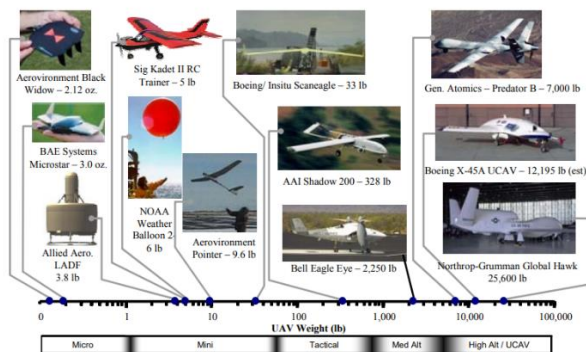 Aerovironment Black
Widow – 2.12 oz.
BAE Systems
Microstar – 3.0 oz.
Allied Aero.
LADF
3.8 lb
Sig Kadet II RC
Trainer – 5 lb
NOAA
Weather
Balloon 2-
6 lb
Aerovironment
Pointer – 9.6 lb
Boeing/ Insitu Scaneagle – 33 lb
AAI Shadow 200 – 328 lb
Bell Eagle Eye – 2,250 lb
Gen. Atomics – Predator B – 7,000 lb
Boeing X-45A UCAV – 12,195 lb (est)
Northrop-Grumman Global Hawk
25,600 lb
0 1 10 100 1,000 10,000 100,000
UAV Weight (lb)
Micro Mini Tactical Med Alt High Alt / UCAV